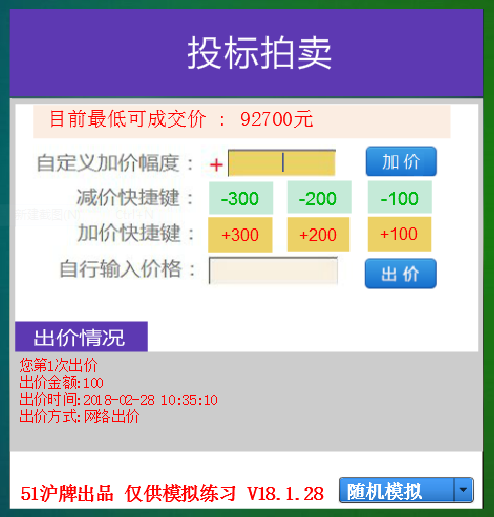 投标拍卖
目前最低可成交价 : 92700元
自定义加价幅度 : + 加价
减价快捷键 : -300 -200 -100
加价快捷键 : +300 +200 +100
自行输入价格 : 出价
出价情况
您第1次出价
出价金额:100
出价时间:2018-02-28 10:35:10
出价方式:网络出价
51沪牌出品 仅供模拟练习 V18.1.28 随机模拟